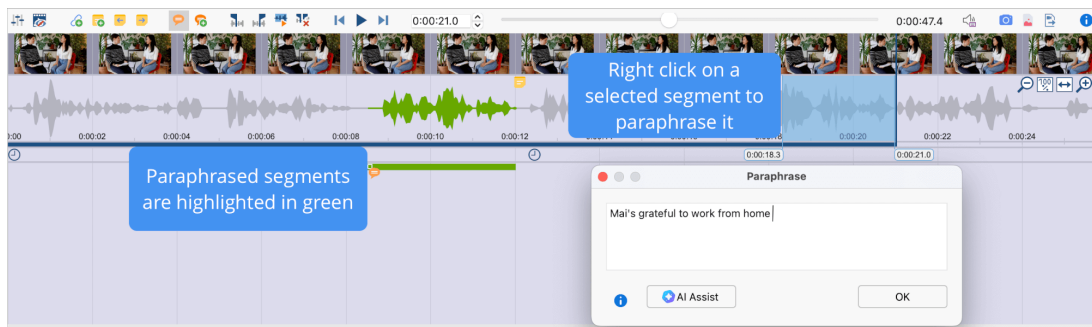 0:00:21.0
0:00:47.4
100
%
Right click on a
selected segment to
paraphrase it
0:00:02
0:00:04
0:00:06
0:00:08
0:00:10
0:00:12
0:00:20
0:00:22
0:00:24
0:00:18.3
0:00:21.0
Paraphrased segments
are highlighted in green
Paraphrase
Mai's grateful to work from home
AI Assist
OK